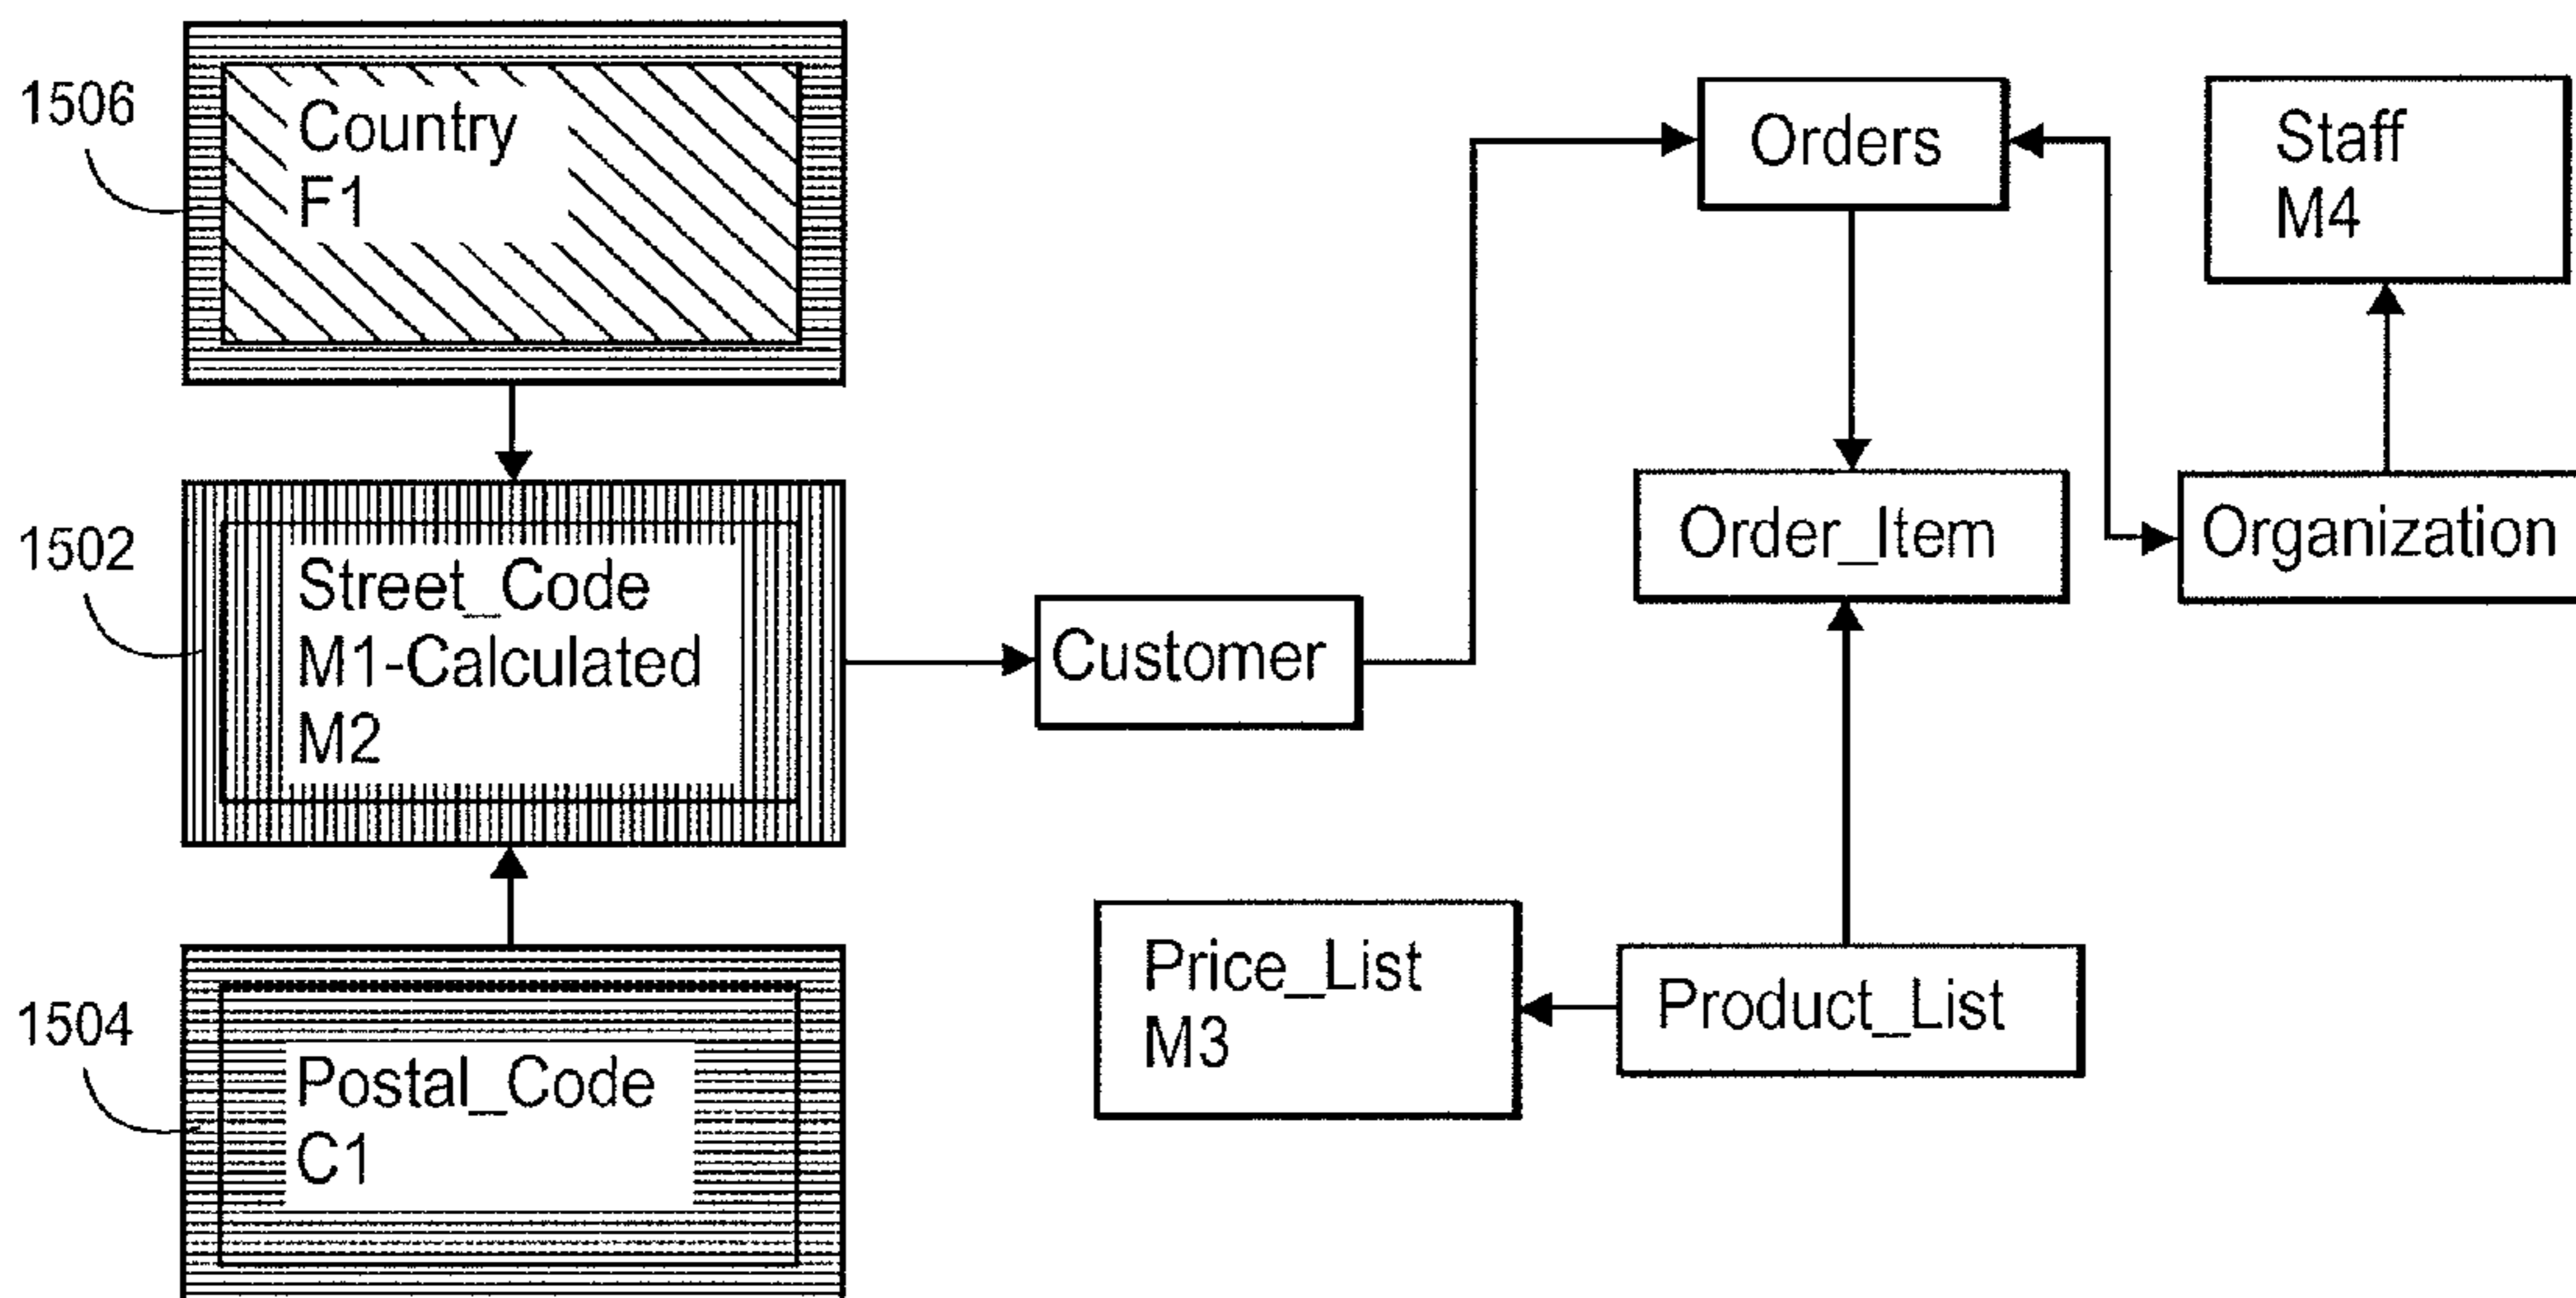 1506
Country
F1
Orders
Staff
M4
1502
Street_Code
M1-Calculated
M2
Customer
Order_Item
Organization
1504
Postal_Code
C1
Price_List
M3
Product_List